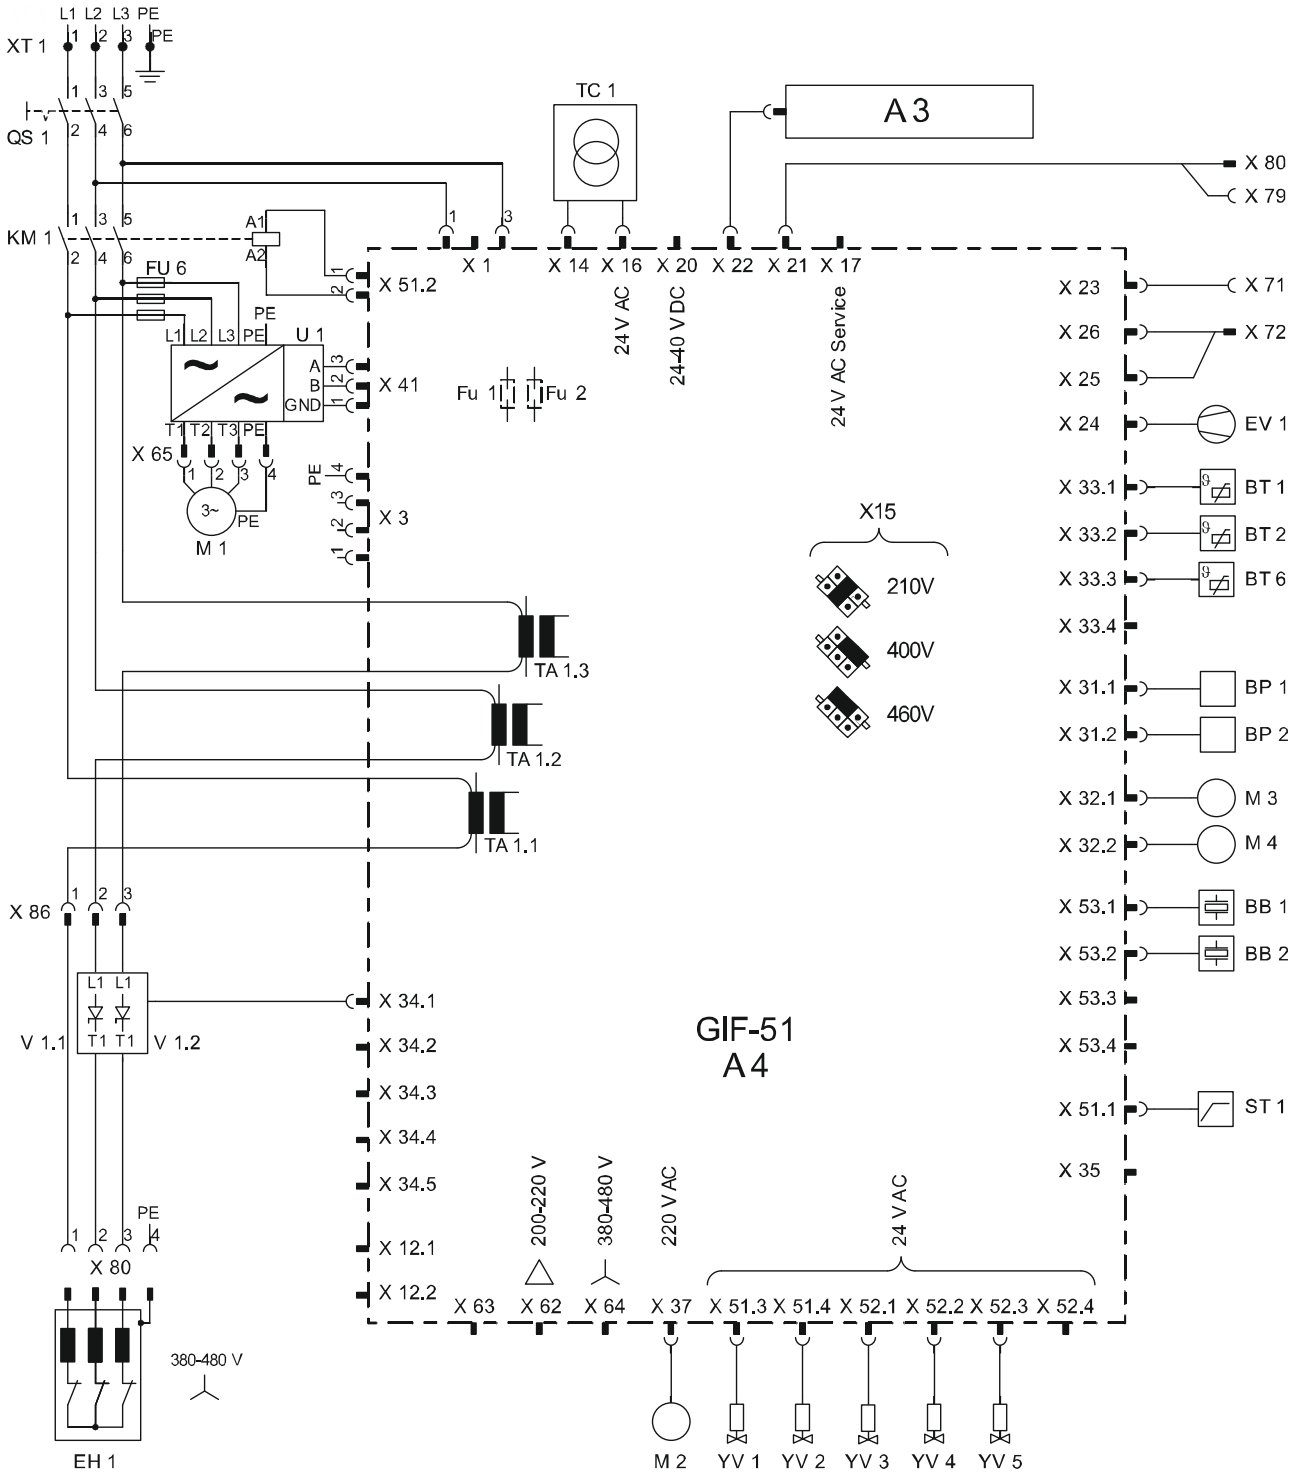 L1 L2 L3 PE
XT 1 1 2 3 PE
1 3 5
QS 1 2 4 6
TC 1
A 3
X 80
X 79
1 3 5
KM 1 2 4 6
A1
A2
1 3
X 1 X 14 X 16 X 20 X 22 X 21 X 17
24 V AC
24-40 V DC
24 V AC Service
1
2
X 51.2
FU 6
PE
L1 L2 L3 PE U 1
A 3
B 2
GND 1
X 41
T1 T2 T3 PE
X 65
1 2 3 4
3~
PE
M 1
Fu 1 Fu 2
PE 4
3
2
1
X 3
X15
210V
400V
460V
TA 1.3
TA 1.2
TA 1.1
X 23 X 71
X 26 X 72
X 25
X 24 EV 1
X 33.1 ϑ BT 1
X 33.2 ϑ BT 2
X 33.3 ϑ BT 6
X 33.4
X 31.1 BP 1
X 31.2 BP 2
X 32.1 M 3
X 32.2 M 4
X 53.1 BB 1
X 53.2 BB 2
X 53.3
X 53.4
X 51.1 ST 1
X 35
1 2 3
X 86
L1 L1
T1 T1
V 1.1 V 1.2
X 34.1
X 34.2
X 34.3
X 34.4
X 34.5
X 12.1
X 12.2
GIF-51
A 4
PE
1 2 3 4
X 80
380-480 V
EH 1
200-220 V
380-480 V
220 V AC
24 V AC
X 63 X 62 X 64 X 37 X 51.3 X 51.4 X 52.1 X 52.2 X 52.3 X 52.4
M 2 YV 1 YV 2 YV 3 YV 4 YV 5